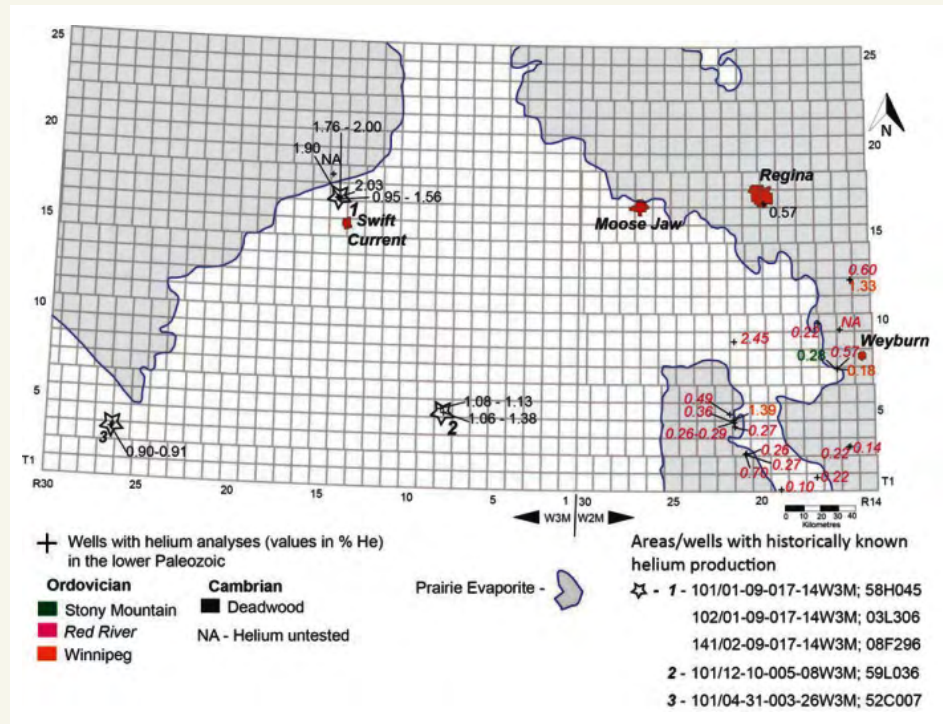 25
25
20
20
15
15
10
10
5
5
T1
T1
R30
25
20
15
10
5
1
30
25
20
R14
W3M
W2M
N
0 10 20 30 40
Kilometres
1.76 - 2.00
1.90
NA
2.03
0.95 - 1.56
1
Swift
Current
Moose Jaw
Regina
0.57
0.60
1.33
NA
0.22
2.45
Weyburn
0.28
0.57
0.18
1.08 - 1.13
1.06 - 1.38
2
0.49
0.36
1.39
0.26-0.29
0.27
0.26
0.27
0.70
0.10
0.22
0.22
0.14
3
0.90-0.91
Wells with helium analyses (values in % He)
in the lower Paleozoic
Ordovician
Stony Mountain
Red River
Winnipeg
Cambrian
Deadwood
NA - Helium untested
Prairie Evaporite -
Areas/wells with historically known
helium production
- 1 - 101/01-09-017-14W3M; 58H045
102/01-09-017-14W3M; 03L306
141/02-09-017-14W3M; 08F296
2 - 101/12-10-005-08W3M; 59L036
3 - 101/04-31-003-26W3M; 52C007